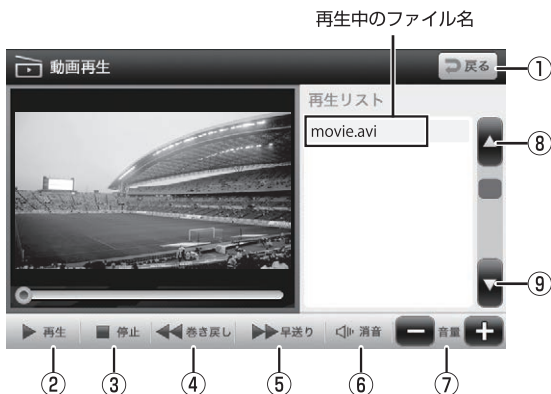 再生中のファイル名
動画再生
戻る
①
再生リスト
movie.avi
⑧
⑨
再生
停止
巻き戻し
早送り
消音
音量
②
③
④
⑤
⑥
⑦